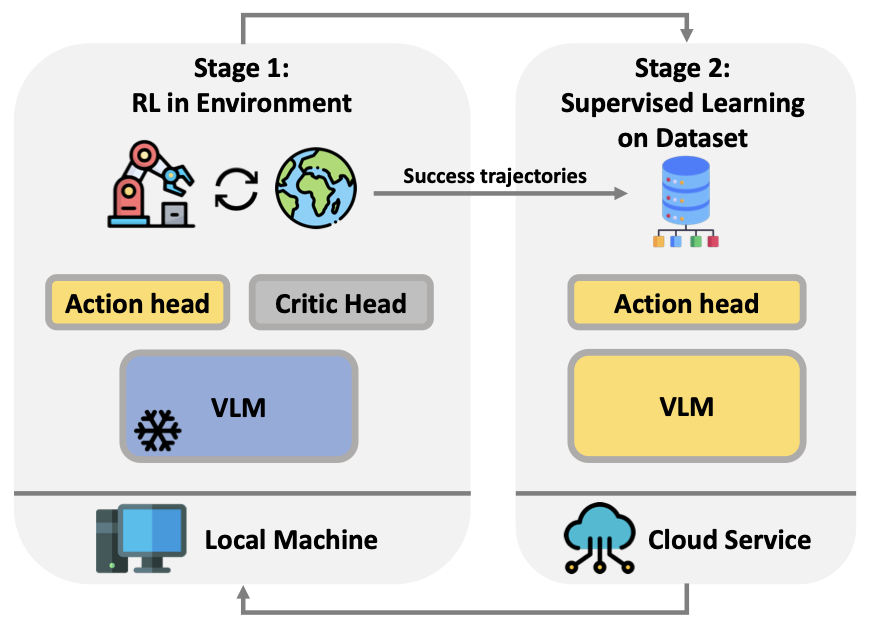 Stage 1:
RL in Environment
Success trajectories
Action head
Critic Head
VLM
Local Machine
Stage 2:
Supervised Learning
on Dataset
Action head
VLM
Cloud Service